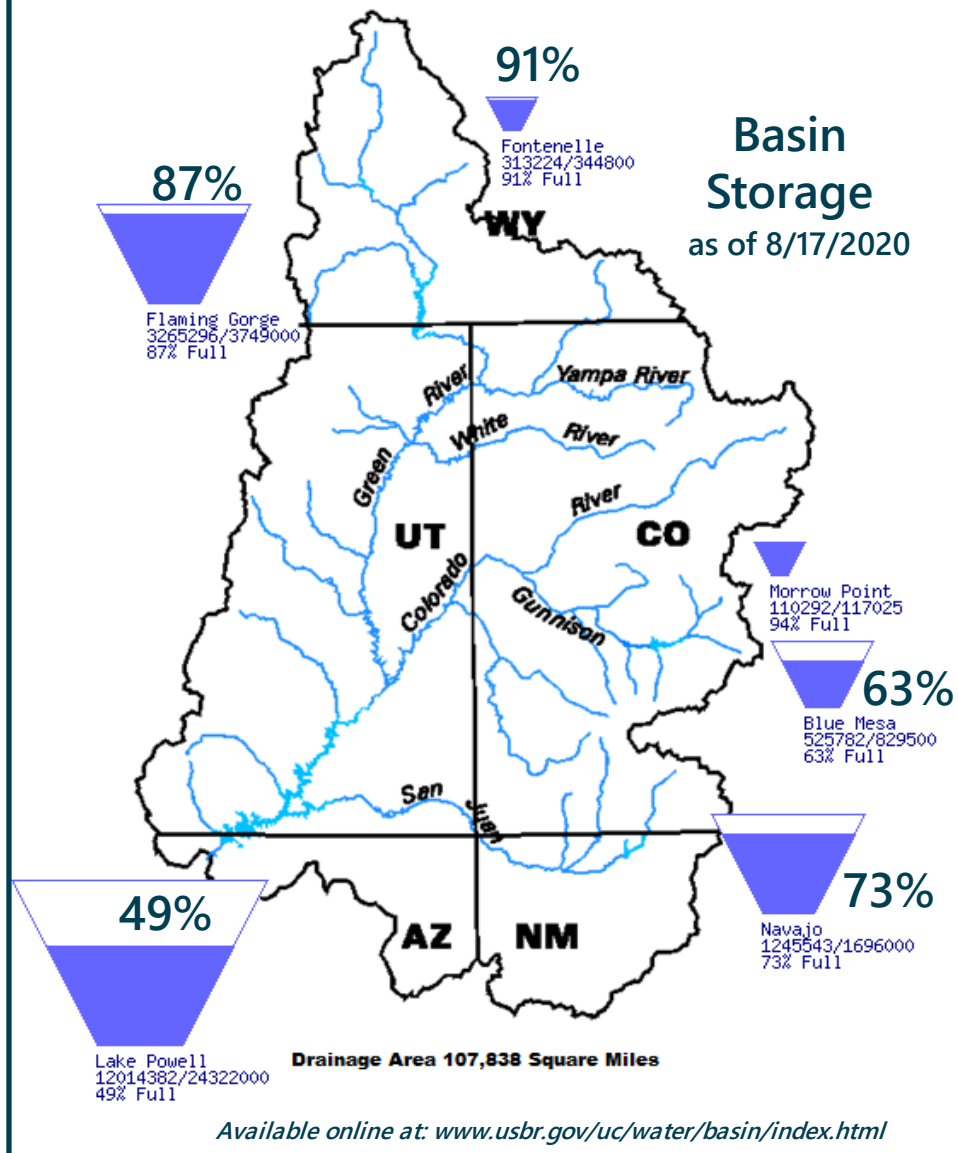 91%
Fontenelle
313224/344800
91% Full
Basin
Storage
as of 8/17/2020
87%
Flaming Gorge
3265296/3749000
87% Full
WY
Yampa River
Green River
White River
UT
CO
Colorado River
Gunnison
Morrow Point
110292/117025
94% Full
63%
Blue Mesa
525782/829500
63% Full
San Juan
73%
Navajo
1245543/1696000
73% Full
49%
Lake Powell
12014382/24322000
49% Full
AZ
NM
Drainage Area 107,838 Square Miles
Available online at: www.usbr.gov/uc/water/basin/index.html